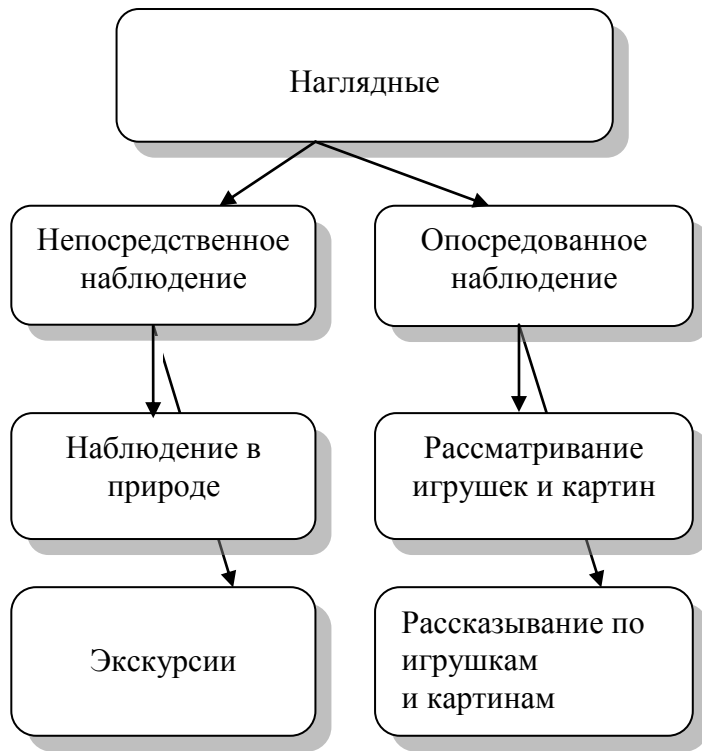 Наглядные
Непосредственное
наблюдение
Опосредованное
наблюдение
Наблюдение в
природе
Рассматривание
игрушек и картин
Экскурсии
Рассказывание по
игрушкам
и картинам